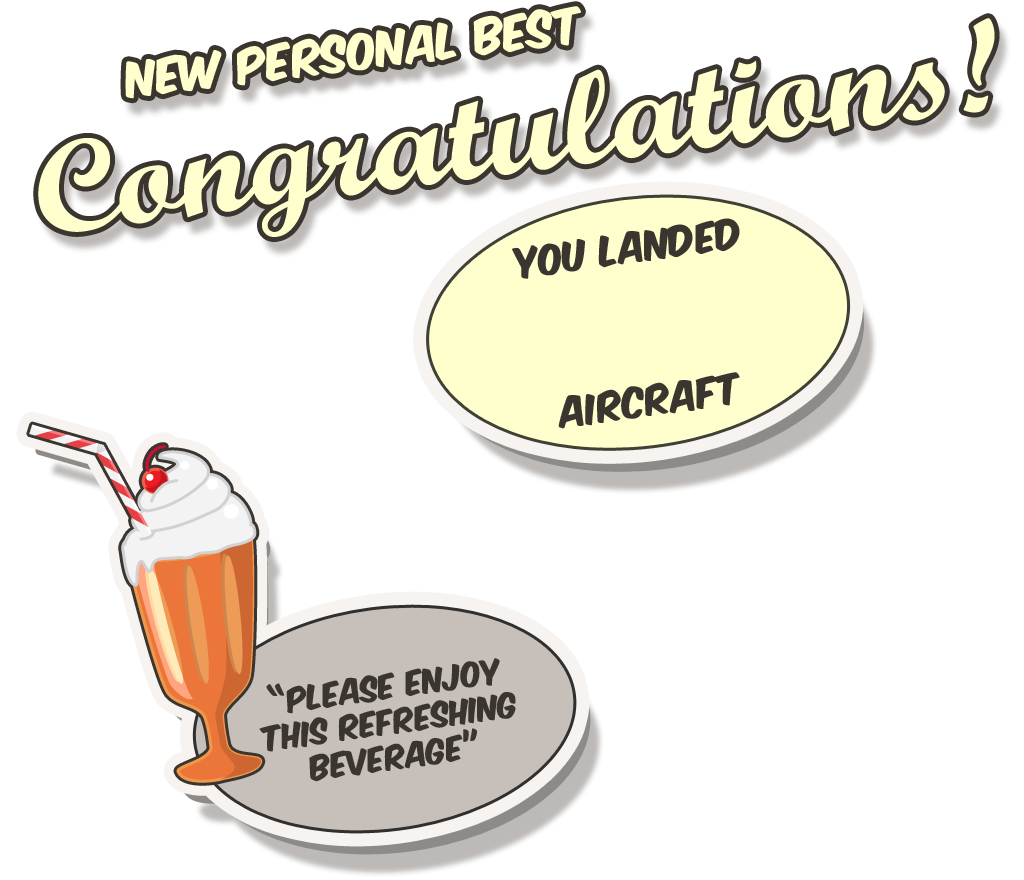 NEW PERSONAL BEST
Congratulations!
YOU LANDED
AIRCRAFT
“PLEASE ENJOY
THIS REFRESHING
BEVERAGE”